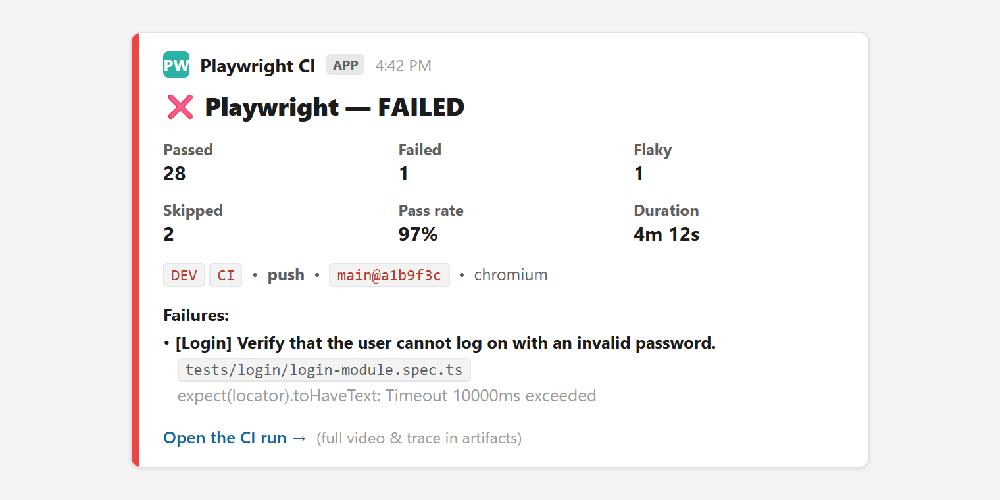 PW Playwright CI APP 4:42 PM
❌ Playwright — FAILED
Passed Failed Flaky
28 1 1
Skipped Pass rate Duration
2 97% 4m 12s
DEV CI • push • main@a1b9f3c • chromium
Failures:
• [Login] Verify that the user cannot log on with an invalid password.
tests/login/login-module.spec.ts
expect(locator).toHaveText: Timeout 10000ms exceeded
Open the CI run → (full video & trace in artifacts)